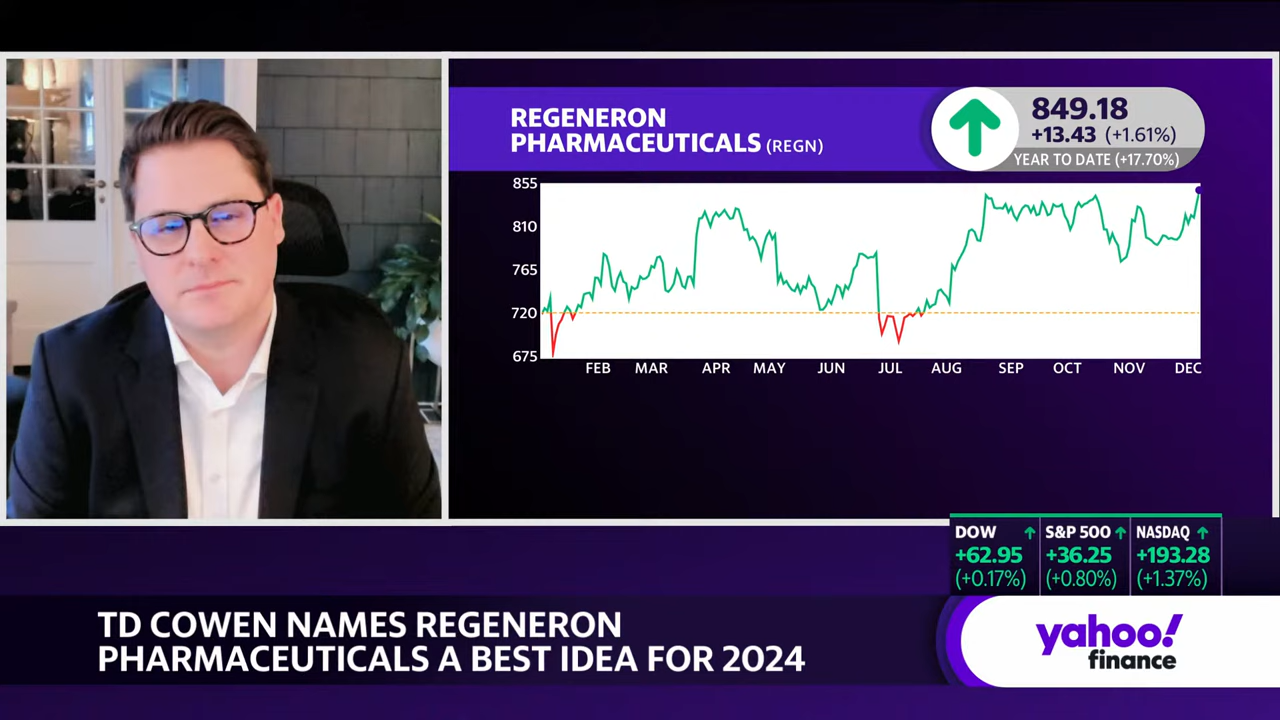 REGENERON
PHARMACEUTICALS (REGN)
849.18
+13.43 (+1.61%)
YEAR TO DATE (+17.70%)
855
810
765
720
675
FEB MAR APR MAY JUN JUL AUG SEP OCT NOV DEC
DOW
+62.95
(+0.17%)
S&P 500
+36.25
(+0.80%)
NASDAQ
+193.28
(+1.37%)
TD COWEN NAMES REGENERON
PHARMACEUTICALS A BEST IDEA FOR 2024
yahoo!
finance